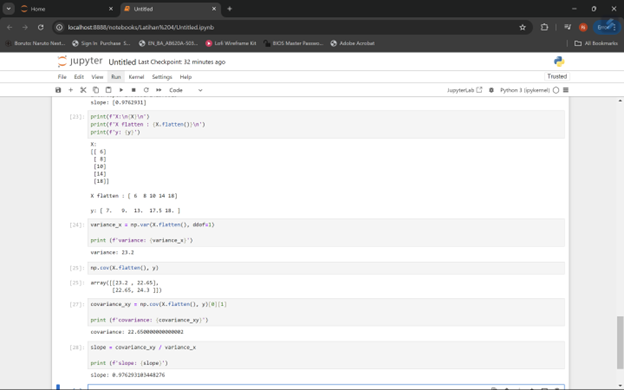 Home
Untitled
localhost:8888/notebooks/Latihan%204/Untitled.ipynb
Boruto: Naruto Next... Sign in Purchase S... EN_B4_AB620A-S01... LvK Wireframe Kit BIOS Master Passwo... Adobe Acrobat All Bookmarks
jupyter Untitled Last Checkpoint: 32 minutes ago
File Edit View Run Kernel Settings Help Trusted
Code JupyterLab Python 3 (ipykernel)
slope: [0.9762931]
[23]: print(f'X:\n{X}\n')
print(f'X flatten : {X.flatten()}\n')
print(f'y: {y}')
X:
[[ 6]
[ 8]
[10]
[14]
[18]]
X flatten : [ 6 8 10 14 18]
y: [ 7. 9. 13. 17.5 18. ]
[24]: variance_x = np.var(X.flatten(), ddof=1)
print (f'variance: {variance_x}')
variance: 23.2
[25]: np.cov(X.flatten(), y)
[25]: array([[23.2 , 22.65],
[22.65, 24.3 ]])
[27]: covariance_xy = np.cov(X.flatten(), y)[0][1]
print (f'covariance: {covariance_xy}')
covariance: 22.650000000000002
[28]: slope = covariance_xy / variance_x
print (f'slope: {slope}')
slope: 0.976293103448276